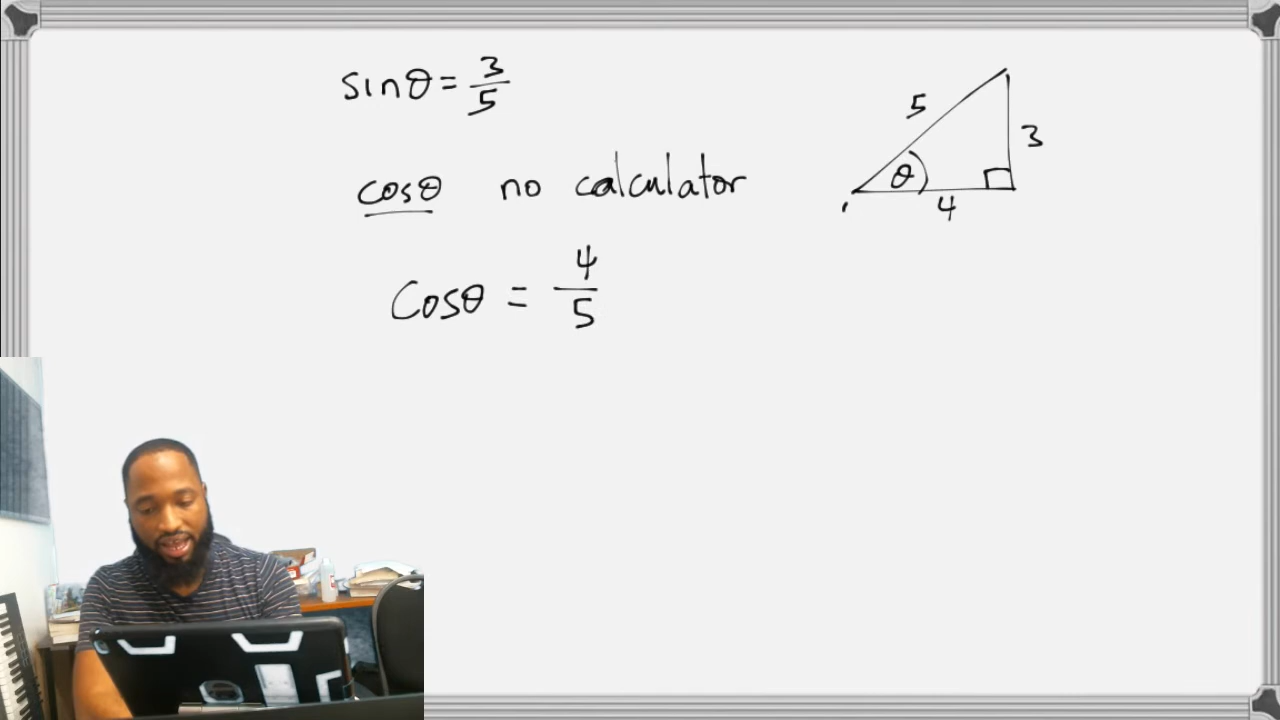 sinθ = 3/5
cosθ no calculator
Cosθ = 4/5
5
3
θ
4